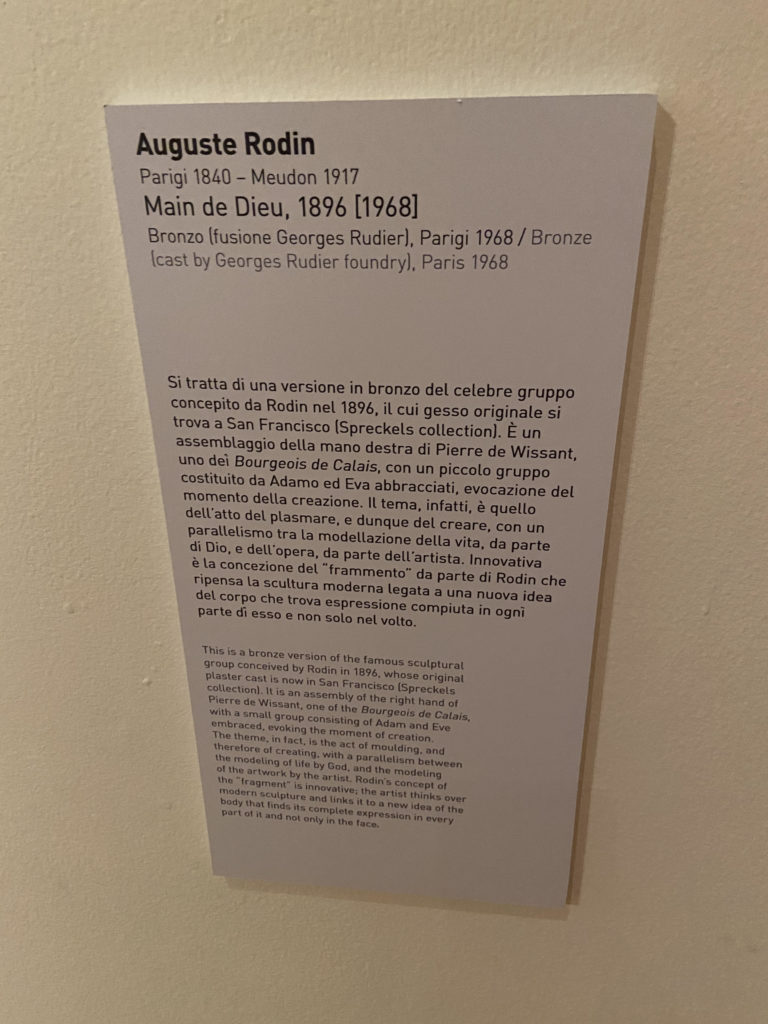 Auguste Rodin
Parigi 1840 – Meudon 1917
Main de Dieu, 1896 [1968]
Bronzo (fusione Georges Rudier), Parigi 1968 / Bronze
(cast by Georges Rudier foundry), Paris 1968
Si tratta di una versione in bronzo del celebre gruppo
concepito da Rodin nel 1896, il cui gesso originale si
trova a San Francisco (Spreckels collection). È un
assemblaggio della mano destra di Pierre de Wissant,
uno dei Bourgeois de Calais, con un piccolo gruppo
costituito da Adamo ed Eva abbracciati, evocazione del
momento della creazione. Il tema, infatti, è quello
dell'atto del plasmare, e dunque del creare, con un
parallelismo tra la modellazione della vita, da parte
di Dio, e dell'opera, da parte dell'artista. Innovativa
è la concezione del "frammento" da parte di Rodin che
ripensa la scultura moderna legata a una nuova idea
del corpo che trova espressione compiuta in ogni
parte di esso e non solo nel volto.
This is a bronze version of the famous sculptural
group conceived by Rodin in 1896, whose original
plaster cast is now in San Francisco (Spreckels
collection). It is an assembly of the right hand of
Pierre de Wissant, one of the Bourgeois de Calais,
with a small group consisting of Adam and Eve
embraced, evoking the moment of creation.
The theme, in fact, is the act of moulding, and
therefore of creating, with a parallelism between
the modeling of life by God, and the modeling
of the artwork by the artist. Rodin's concept of
the "fragment" is innovative; the artist thinks over
modern sculpture and links it to a new idea of the
body that finds its complete expression in every
part of it and not only in the face.